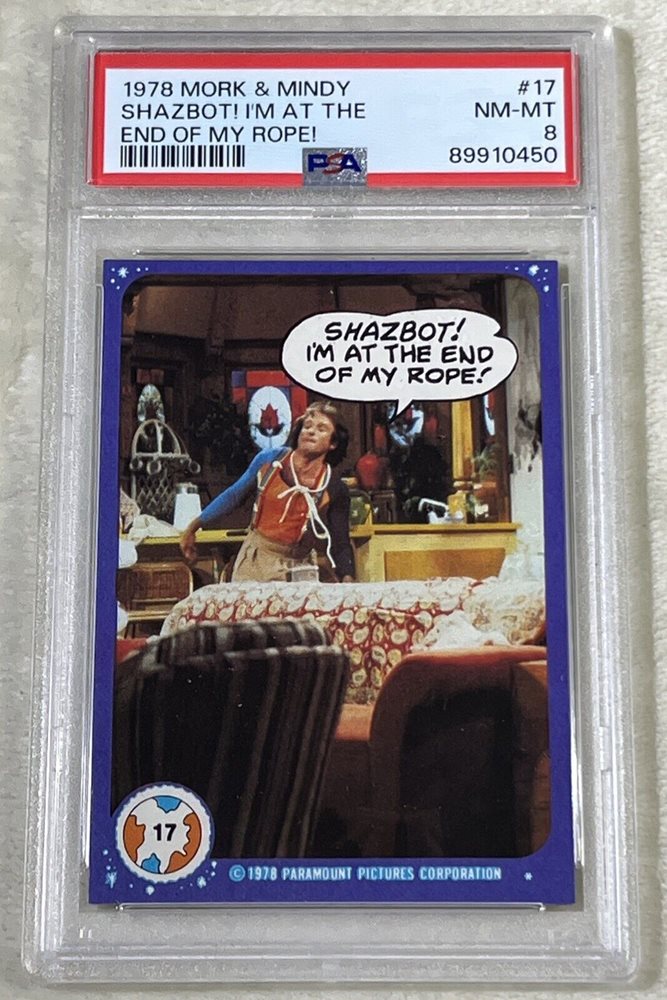 1978 MORK & MINDY #17
SHAZBOT! I'M AT THE NM-MT
END OF MY ROPE! 8
PSA 89910450
SHAZBOT!
I'M AT THE END
OF MY ROPE!
17
© 1978 PARAMOUNT PICTURES CORPORATION